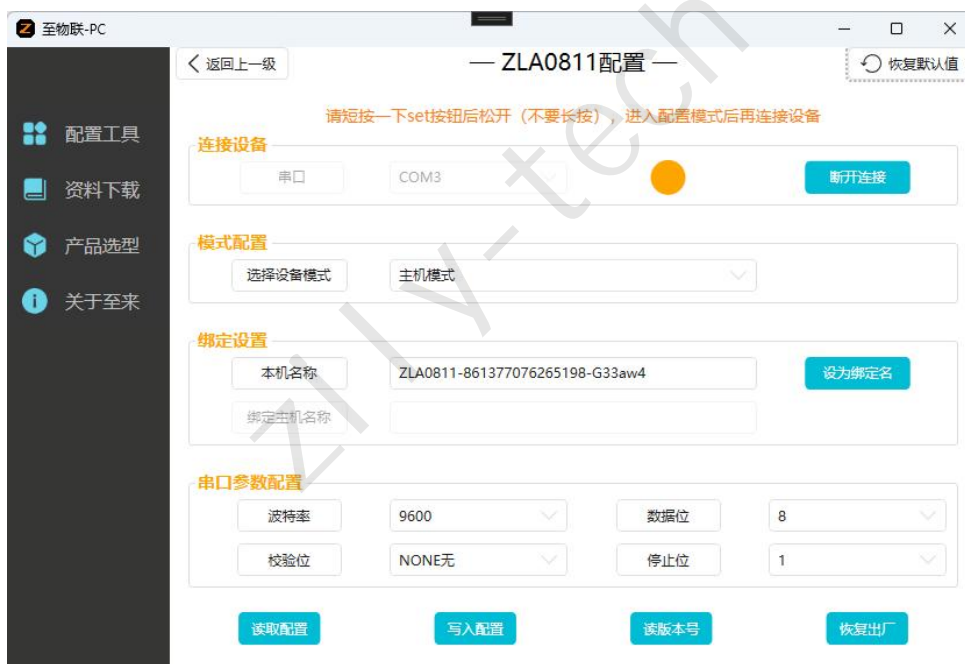 至物联-PC
返回上一级
— ZLA0811配置 —
恢复默认值
配置工具
资料下载
产品选型
关于至来
请短按一下set按钮后松开（不要长按），进入配置模式后再连接设备
连接设备
串口 COM3 断开连接
模式配置
选择设备模式 主机模式
绑定设置
本机名称 ZLA0811-861377076265198-G33aw4 设为绑定名
绑定主机名称
串口参数配置
波特率 9600 数据位 8
校验位 NONE无 停止位 1
读取配置 写入配置 读版本号 恢复出厂
zlly-tech